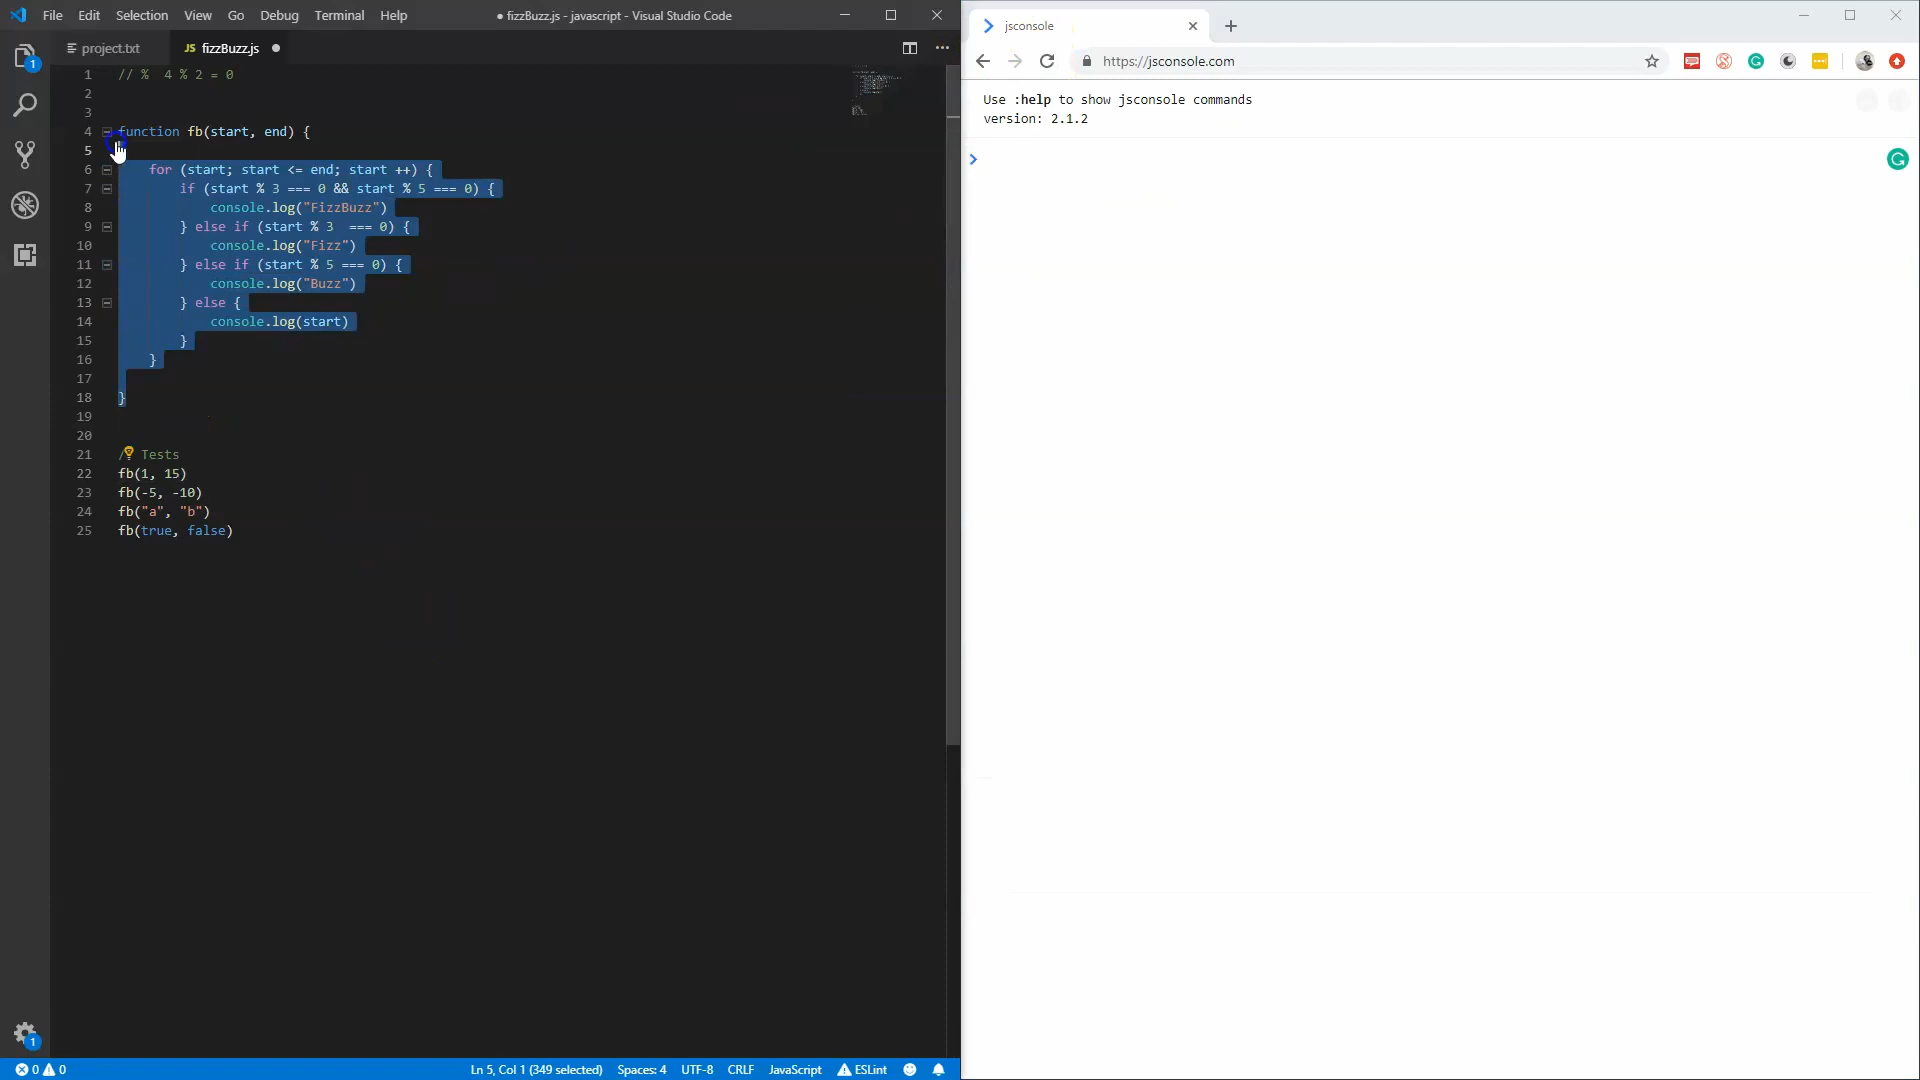 File Edit Selection View Go Debug Terminal Help ● fizzBuzz.js - javascript - Visual Studio Code
project.txt JS fizzBuzz.js ●
1 // % 4 % 2 = 0
2
3
4 function fb(start, end) {
5
6 for (start; start <= end; start ++) {
7 if (start % 3 === 0 && start % 5 === 0) {
8 console.log("FizzBuzz")
9 } else if (start % 3  === 0) {
10 console.log("Fizz")
11 } else if (start % 5 === 0) {
12 console.log("Buzz")
13 } else {
14 console.log(start)
15 }
16 }
17
18 }
19
20
21 / Tests
22 fb(1, 15)
23 fb(-5, -10)
24 fb("a", "b")
25 fb(true, false)
1
1
0 0 Ln 5, Col 1 (349 selected) Spaces: 4 UTF-8 CRLF JavaScript ESLint
jsconsole
https://jsconsole.com
Use :help to show jsconsole commands
version: 2.1.2